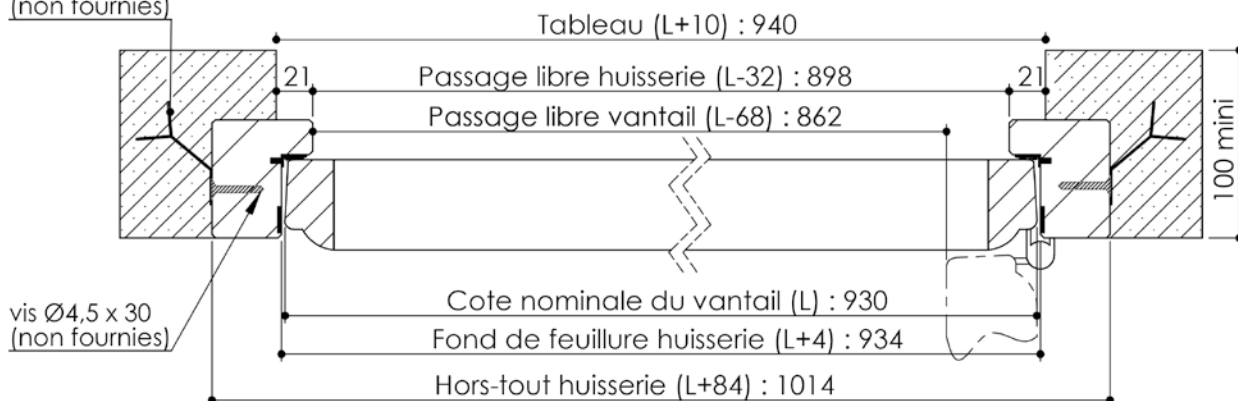 (non fournies)
Tableau (L+10) : 940
21
Passage libre huisserie (L-32) : 898
21
Passage libre vantail (L-68) : 862
100 mini
vis Ø4,5 x 30
(non fournies)
Cote nominale du vantail (L) : 930
Fond de feuillure huisserie (L+4) : 934
Hors-tout huisserie (L+84) : 1014